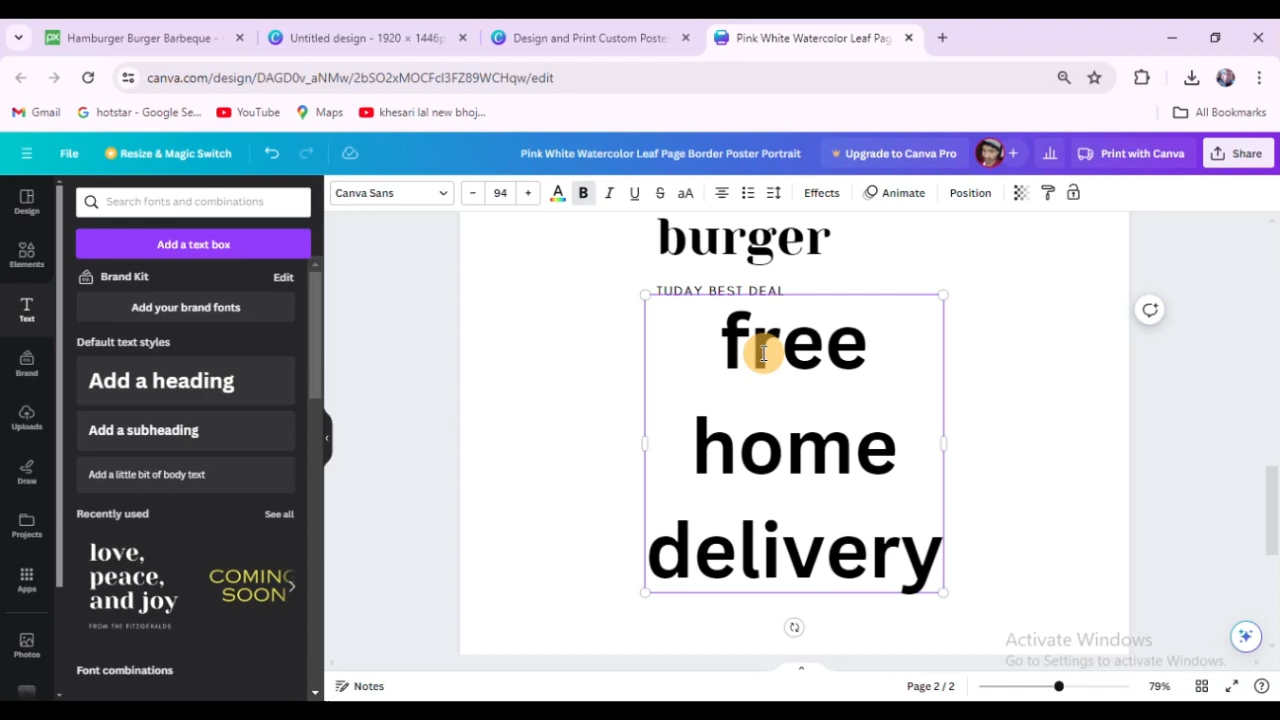 Hamburger Burger Barbeque -
Untitled design - 1920 × 1446p
Design and Print Custom Poste
Pink White Watercolor Leaf Pag
canva.com/design/DAGD0v_aNMw/2bSO2xMOCFcl3FZ89WCHqw/edit
Gmail
hotstar - Google Se...
YouTube
Maps
khesari lal new bhoj...
All Bookmarks
File
Resize & Magic Switch
Pink White Watercolor Leaf Page Border Poster Portrait
Upgrade to Canva Pro
Print with Canva
Share
Canva Sans
− 94 +
A
B
I
U
S
aA
Effects
Animate
Position
Design
Elements
Text
Brand
Uploads
Draw
Projects
Apps
Photos
Search fonts and combinations
Add a text box
Brand Kit
Edit
Add your brand fonts
Default text styles
Add a heading
Add a subheading
Add a little bit of body text
Recently used
See all
love,
peace,
and joy
FROM THE FITZGERALDS
COMING
SOON
Font combinations
burger
TUDAY BEST DEAL
free
home
delivery
Activate Windows
Go to Settings to activate Windows.
Notes
Page 2 / 2
79%